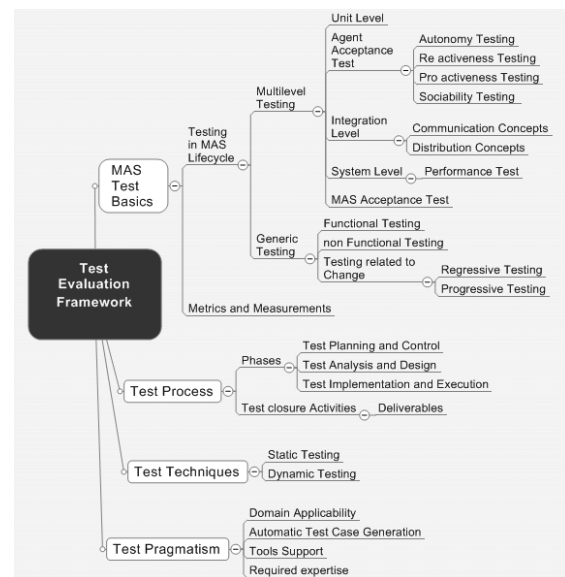 Unit Level
Agent
Acceptance
Test
Autonomy Testing
Re activeness Testing
Pro activeness Testing
Sociability Testing
Multilevel
Testing
Integration
Level
Communication Concepts
Distribution Concepts
Testing
in MAS
Lifecycle
System Level
Performance Test
MAS Acceptance Test
MAS
Test
Basics
Generic
Testing
Functional Testing
non Functional Testing
Testing related to
Change
Regressive Testing
Progressive Testing
Metrics and Measurements
Test
Evaluation
Framework
Test Process
Phases
Test Planning and Control
Test Analysis and Design
Test Implementation and Execution
Test closure Activities
Deliverables
Test Techniques
Static Testing
Dynamic Testing
Test Pragmatism
Domain Applicability
Automatic Test Case Generation
Tools Support
Required expertise